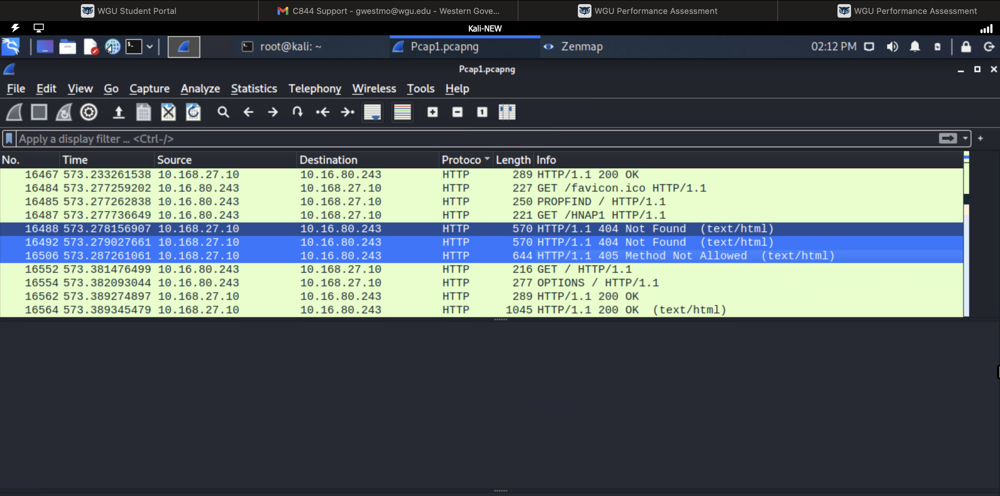 WGU Student Portal
C844 Support - gwestmo@wgu.edu - Western Gove...
WGU Performance Assessment
WGU Performance Assessment
Kali-NEW
root@kali: ~
Pcap1.pcapng
Zenmap
02:12 PM
Pcap1.pcapng
File Edit View Go Capture Analyze Statistics Telephony Wireless Tools Help
Apply a display filter ... <Ctrl-/>
No. Time Source Destination Protoco Length Info
16467 573.233261538 10.168.27.10 10.16.80.243 HTTP 289 HTTP/1.1 200 OK
16484 573.277259202 10.16.80.243 10.168.27.10 HTTP 227 GET /favicon.ico HTTP/1.1
16485 573.277262838 10.16.80.243 10.168.27.10 HTTP 250 PROPFIND / HTTP/1.1
16487 573.277736649 10.16.80.243 10.168.27.10 HTTP 221 GET /HNAP1 HTTP/1.1
16488 573.278156907 10.168.27.10 10.16.80.243 HTTP 570 HTTP/1.1 404 Not Found (text/html)
16492 573.279027661 10.168.27.10 10.16.80.243 HTTP 570 HTTP/1.1 404 Not Found (text/html)
16506 573.287261061 10.168.27.10 10.16.80.243 HTTP 644 HTTP/1.1 405 Method Not Allowed (text/html)
16552 573.381476499 10.16.80.243 10.168.27.10 HTTP 216 GET / HTTP/1.1
16554 573.382093044 10.16.80.243 10.168.27.10 HTTP 277 OPTIONS / HTTP/1.1
16562 573.389274897 10.168.27.10 10.16.80.243 HTTP 289 HTTP/1.1 200 OK
16564 573.389345479 10.168.27.10 10.16.80.243 HTTP 1045 HTTP/1.1 200 OK (text/html)